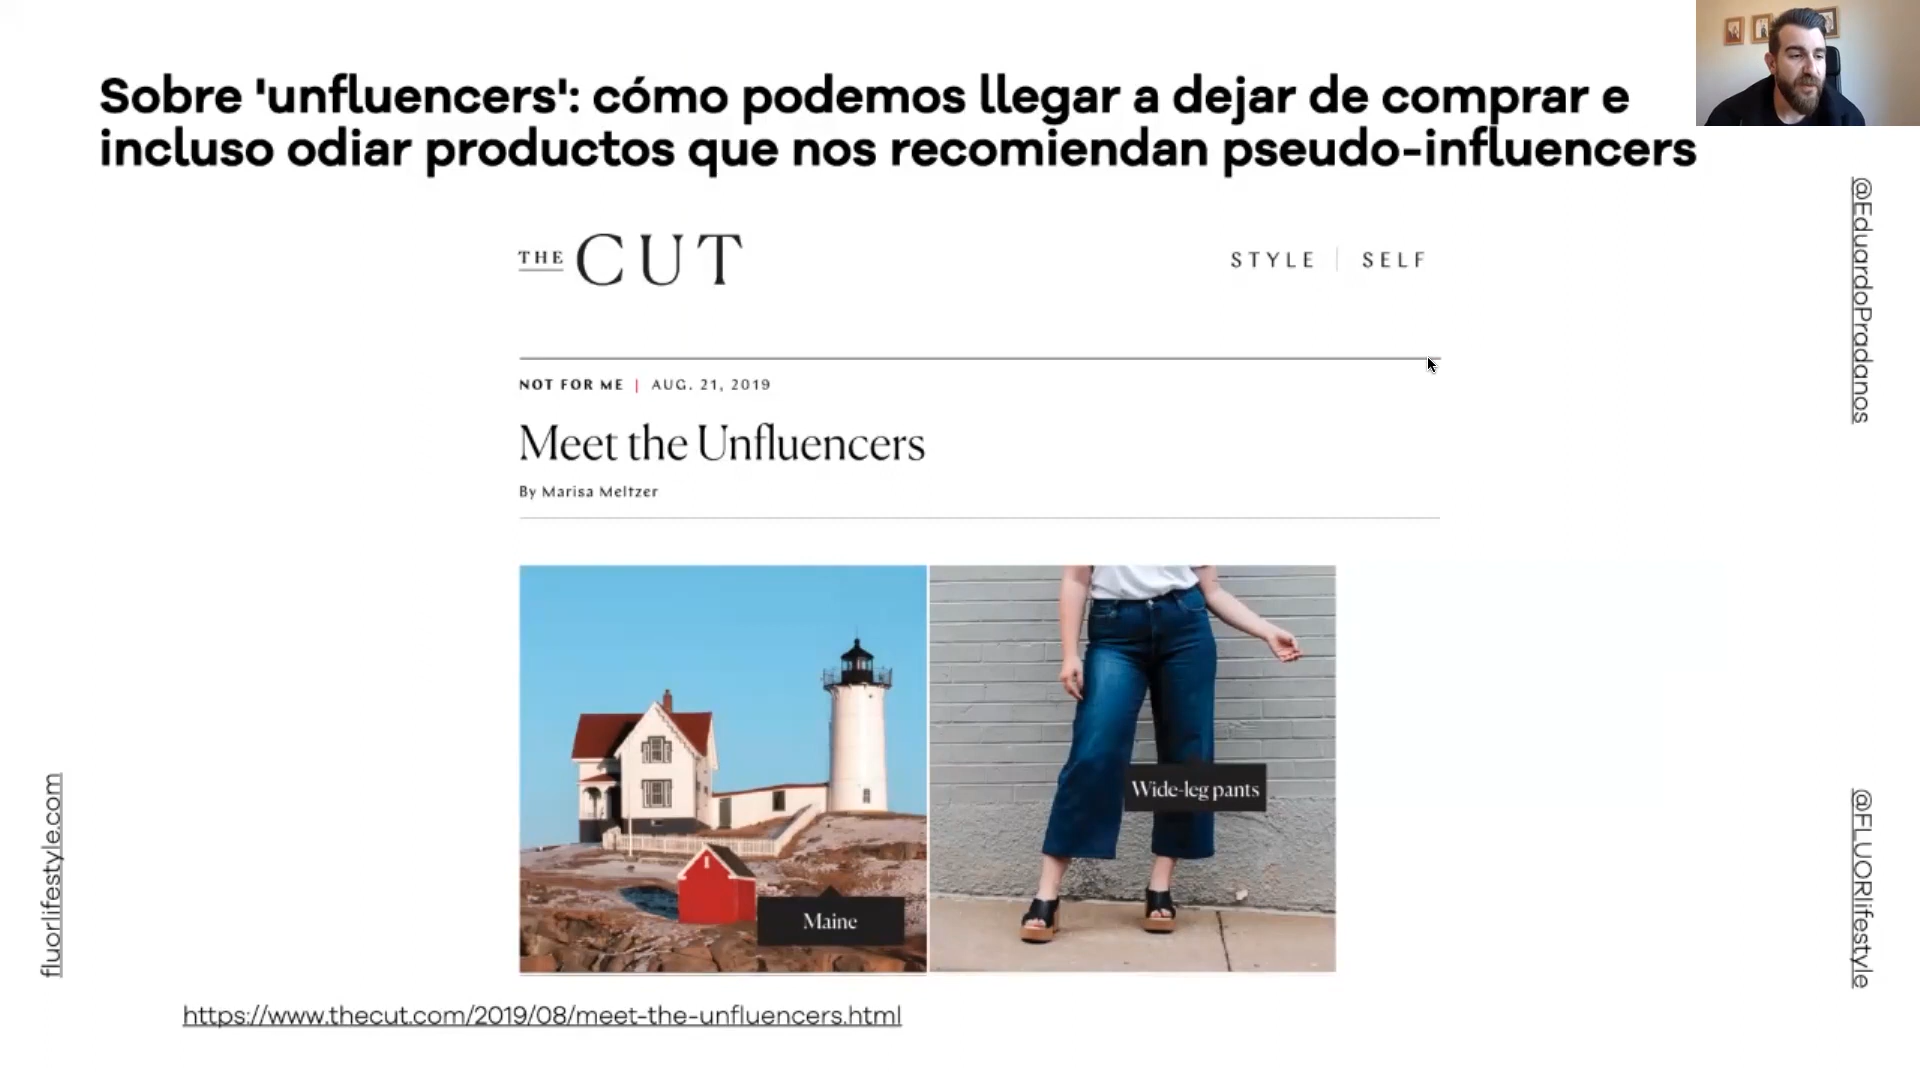 Sobre 'unfluencers': cómo podemos llegar a dejar de comprar e
incluso odiar productos que nos recomiendan pseudo-influencers
THE CUT
STYLE | SELF
NOT FOR ME | AUG. 21, 2019
Meet the Unfluencers
By Marisa Meltzer
Maine
Wide-leg pants
https://www.thecut.com/2019/08/meet-the-unfluencers.html
fluorlifestyle.com
@EduardoPradanos
@FLUORlifestyle